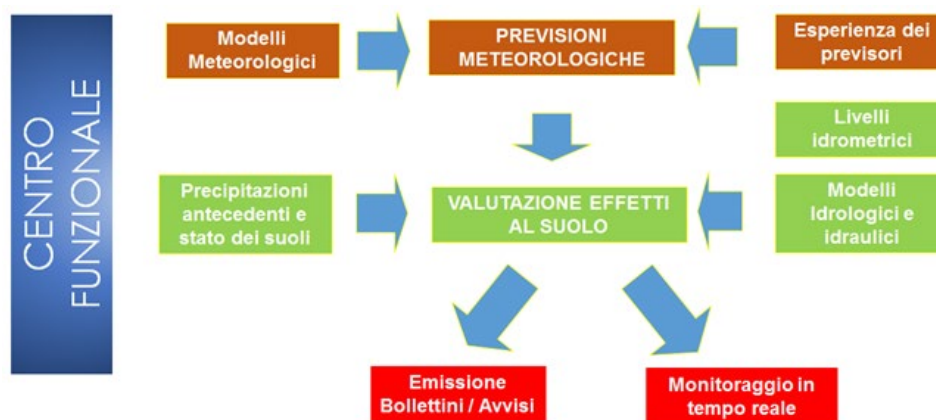 CENTRO
FUNZIONALE
Modelli
Meteorologici
PREVISIONI
METEOROLOGICHE
Esperienza dei
previsori
Livelli
idrometrici
Precipitazioni
antecedenti e
stato dei suoli
VALUTAZIONE EFFETTI
AL SUOLO
Modelli
Idrologici e
idraulici
Emissione
Bollettini / Avvisi
Monitoraggio in
tempo reale